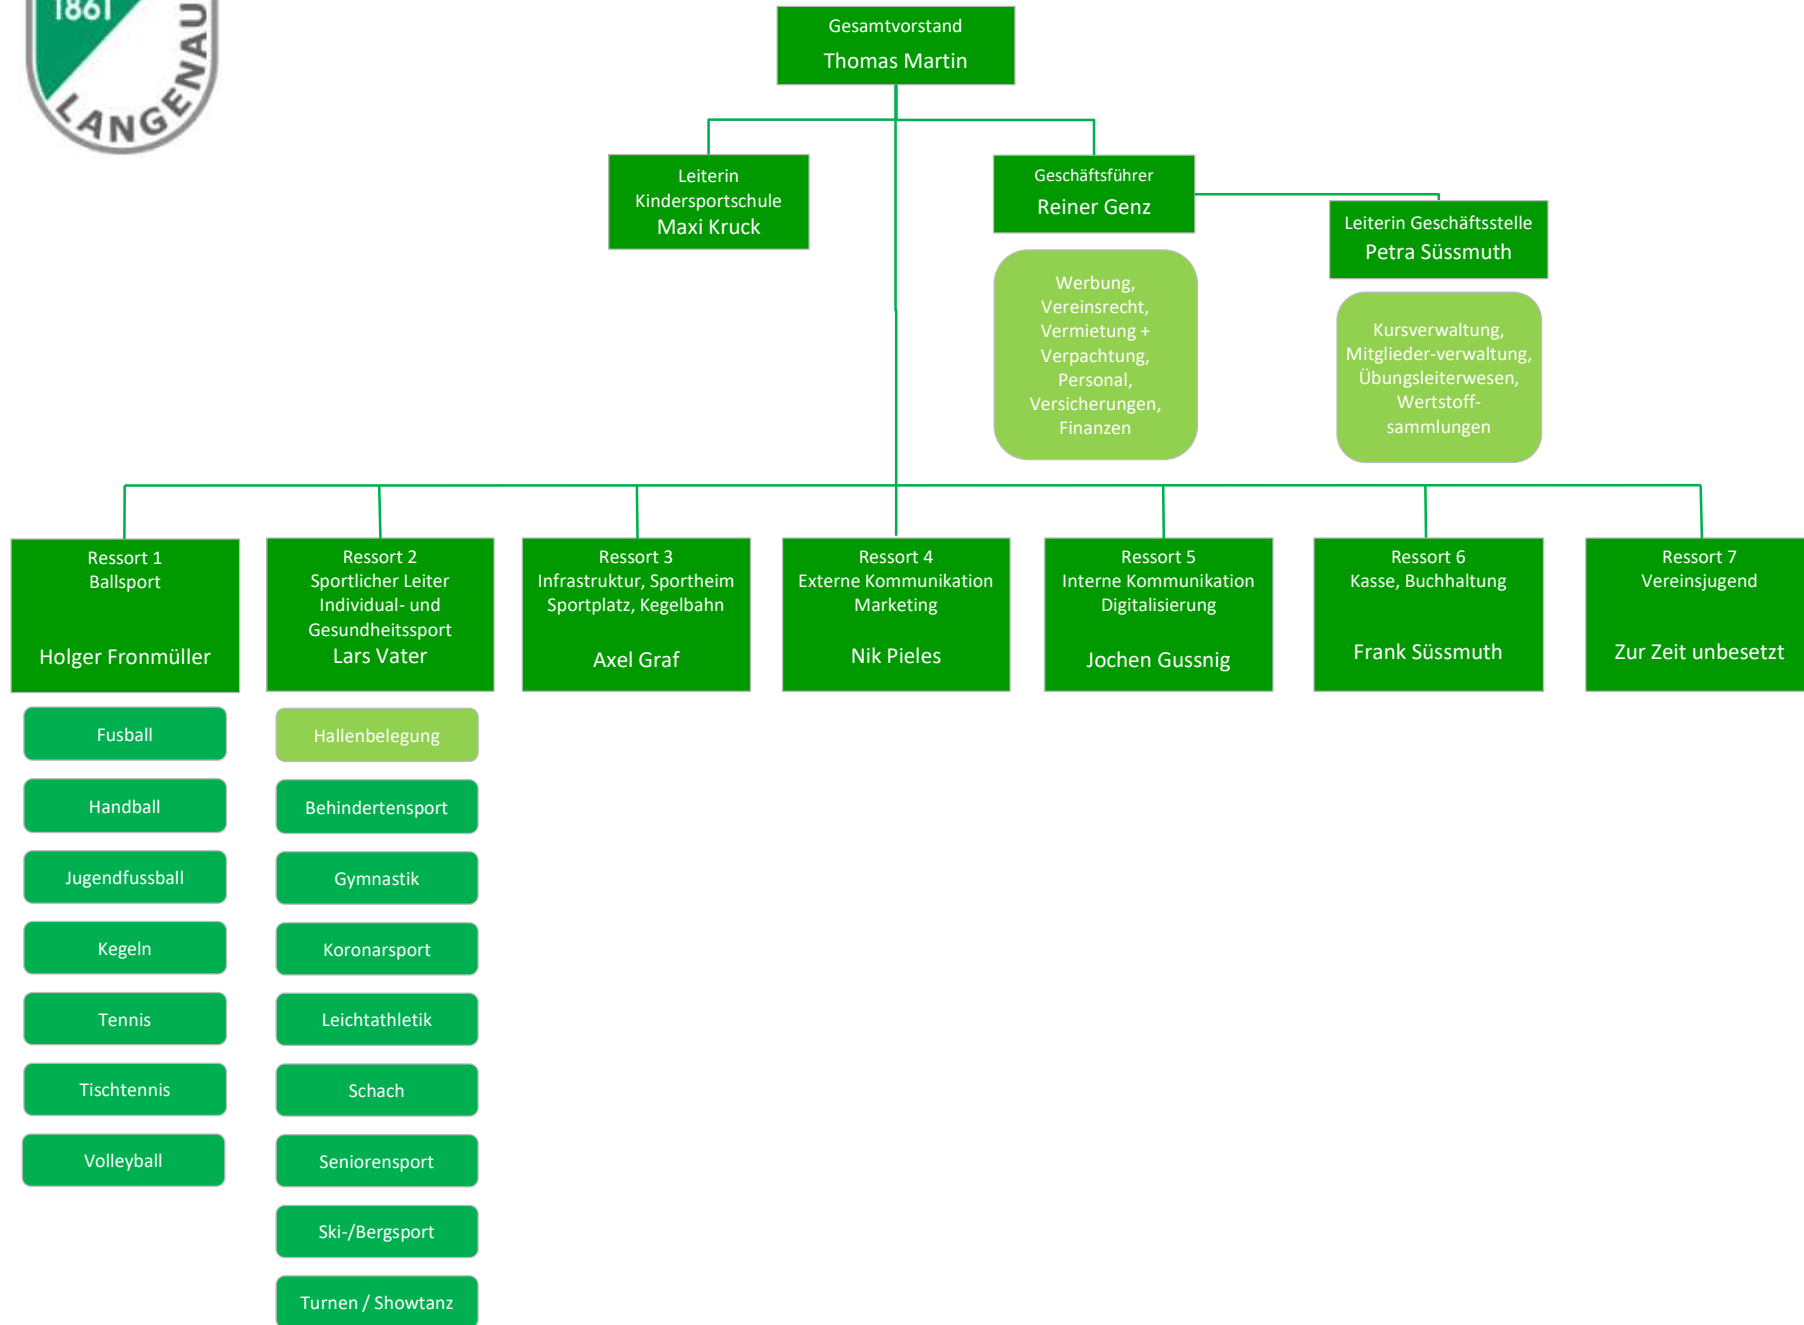 1861
LANGENAU
Gesamtvorstand
Thomas Martin
Leiterin
Kindersportschule
Maxi Kruck
Geschäftsführer
Reiner Genz
Leiterin Geschäftsstelle
Petra Süssmuth
Werbung,
Vereinsrecht,
Vermietung +
Verpachtung,
Personal,
Versicherungen,
Finanzen
Kursverwaltung,
Mitglieder-verwaltung,
Übungsleiterwesen,
Wertstoff-
sammlungen
Ressort 1
Ballsport
Holger Fronmüller
Ressort 2
Sportlicher Leiter
Individual- und
Gesundheitssport
Lars Vater
Ressort 3
Infrastruktur, Sportheim
Sportplatz, Kegelbahn
Axel Graf
Ressort 4
Externe Kommunikation
Marketing
Nik Pieles
Ressort 5
Interne Kommunikation
Digitalisierung
Jochen Gussnig
Ressort 6
Kasse, Buchhaltung
Frank Süssmuth
Ressort 7
Vereinsjugend
Zur Zeit unbesetzt
Fusball
Handball
Jugendfussball
Kegeln
Tennis
Tischtennis
Volleyball
Hallenbelegung
Behindertensport
Gymnastik
Koronarsport
Leichtathletik
Schach
Seniorensport
Ski-/Bergsport
Turnen / Showtanz